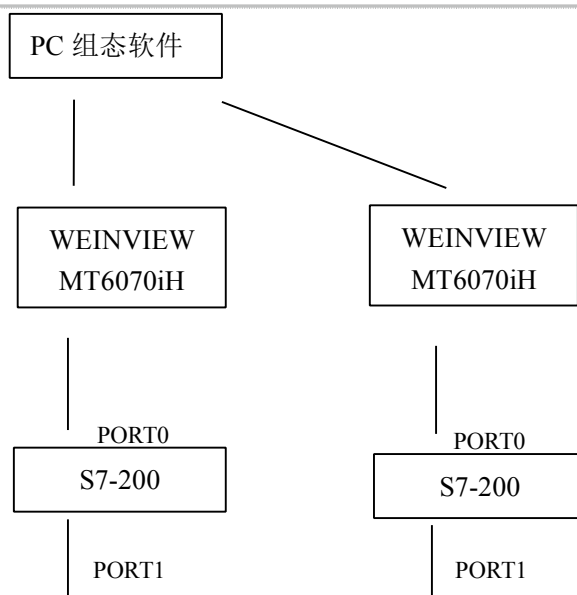 PC 组态软件
WEINVIEW
MT6070iH
WEINVIEW
MT6070iH
PORT0
S7-200
PORT0
S7-200
PORT1
PORT1